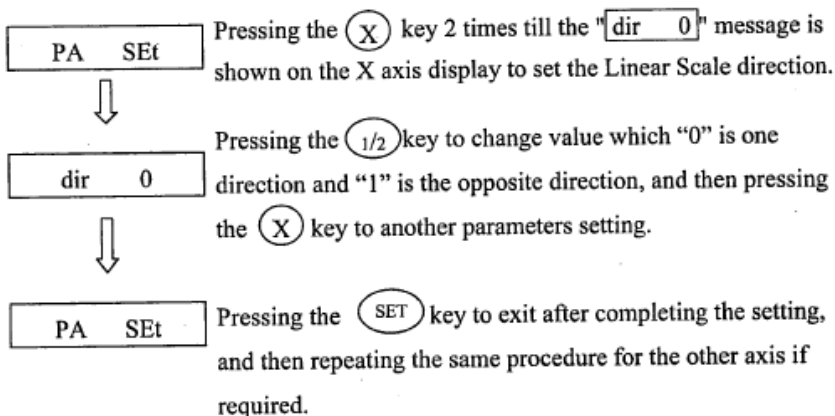 PA SEt
Pressing the X key 2 times till the "dir 0" message is
shown on the X axis display to set the Linear Scale direction.
dir 0
Pressing the 1/2 key to change value which “0” is one
direction and “1” is the opposite direction, and then pressing
the X key to another parameters setting.
PA SEt
Pressing the SET key to exit after completing the setting,
and then repeating the same procedure for the other axis if
required.